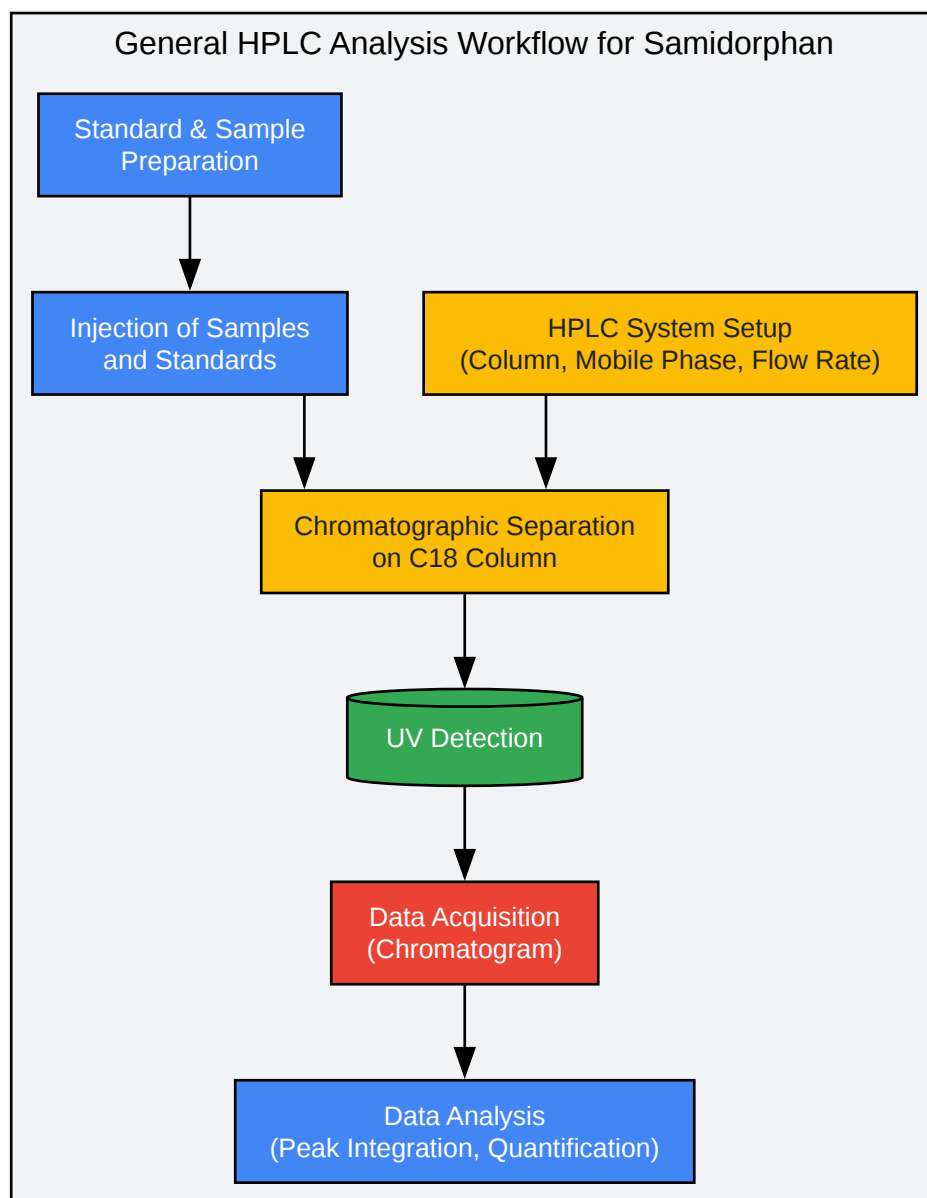 General HPLC Analysis Workflow for Samidorphan
Standard & Sample
Preparation
Injection of Samples
and Standards
HPLC System Setup
(Column, Mobile Phase, Flow Rate)
Chromatographic Separation
on C18 Column
UV Detection
Data Acquisition
(Chromatogram)
Data Analysis
(Peak Integration, Quantification)